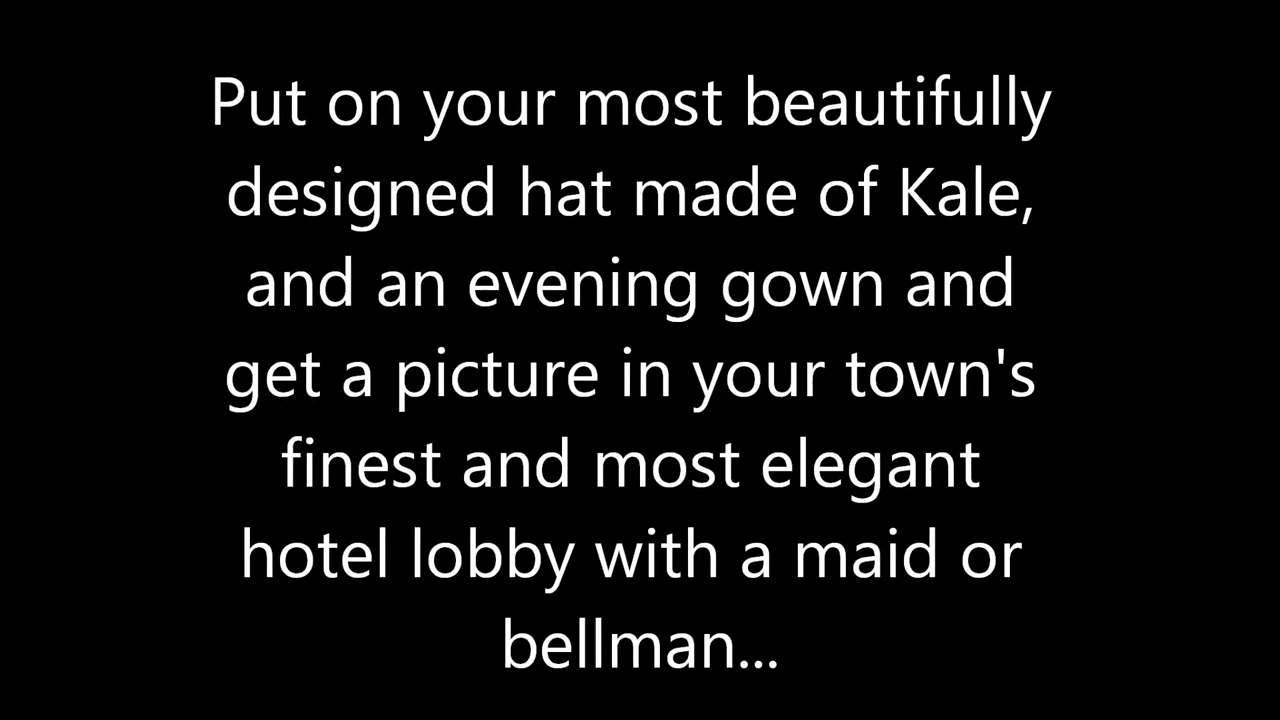 Put on your most beautifully
designed hat made of Kale,
and an evening gown and
get a picture in your town's
finest and most elegant
hotel lobby with a maid or
bellman...